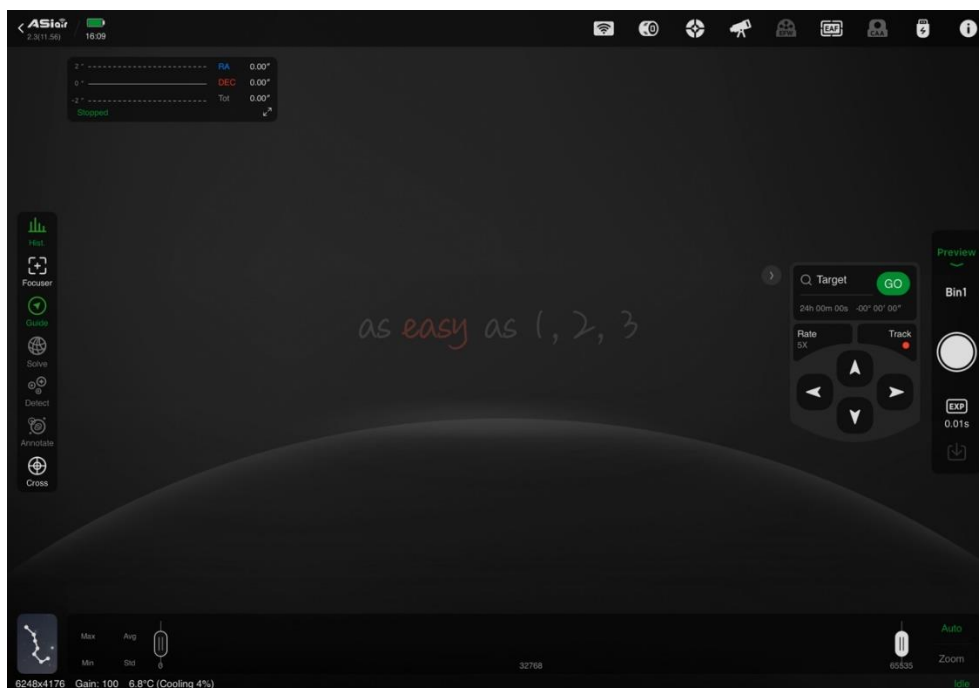 ASiair
2.3(11.56)
16:09
EFW
EAF
CAA
2 "
RA 0.00"
0 "
DEC 0.00"
-2 "
Tot 0.00"
Stopped
Hist.
Focuser
Guide
Solve
Detect
Annotate
Cross
as easy as 1, 2, 3
Target
GO
24h 00m 00s -00° 00' 00"
Rate
5X
Track
Preview
Bin1
EXP
0.01s
Max Avg
Min Std
0
32768
65535
Auto
Zoom
6248x4176 Gain: 100 6.8°C (Cooling 4%)
Idle